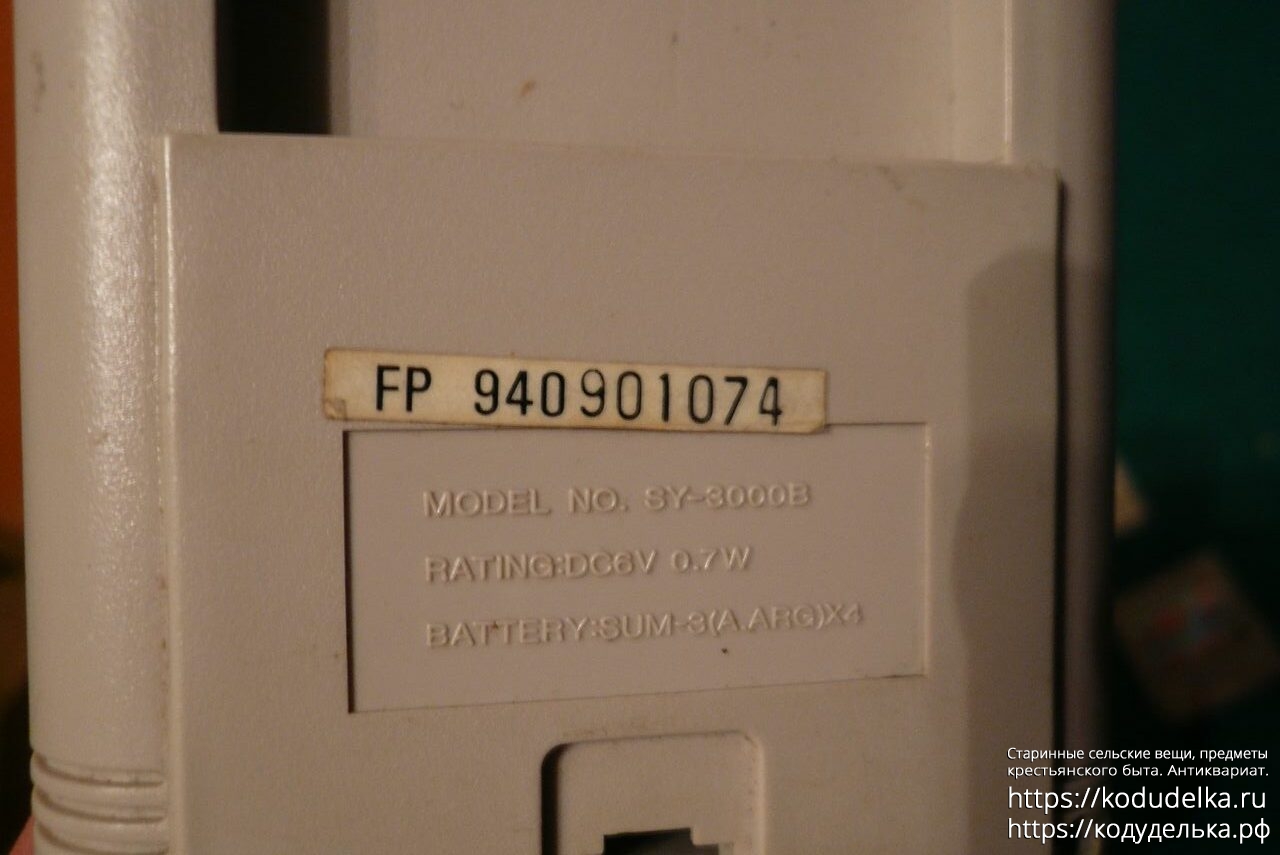 FP 940901074
MODEL NO. SY-3000B
RATING:DC6V 0.7W
BATTERY:SUM-3(A.ARG)X4
Старинные сельские вещи, предметы
крестьянского быта. Антиквариат.
https://kodudelka.ru
https://кодуделька.рф